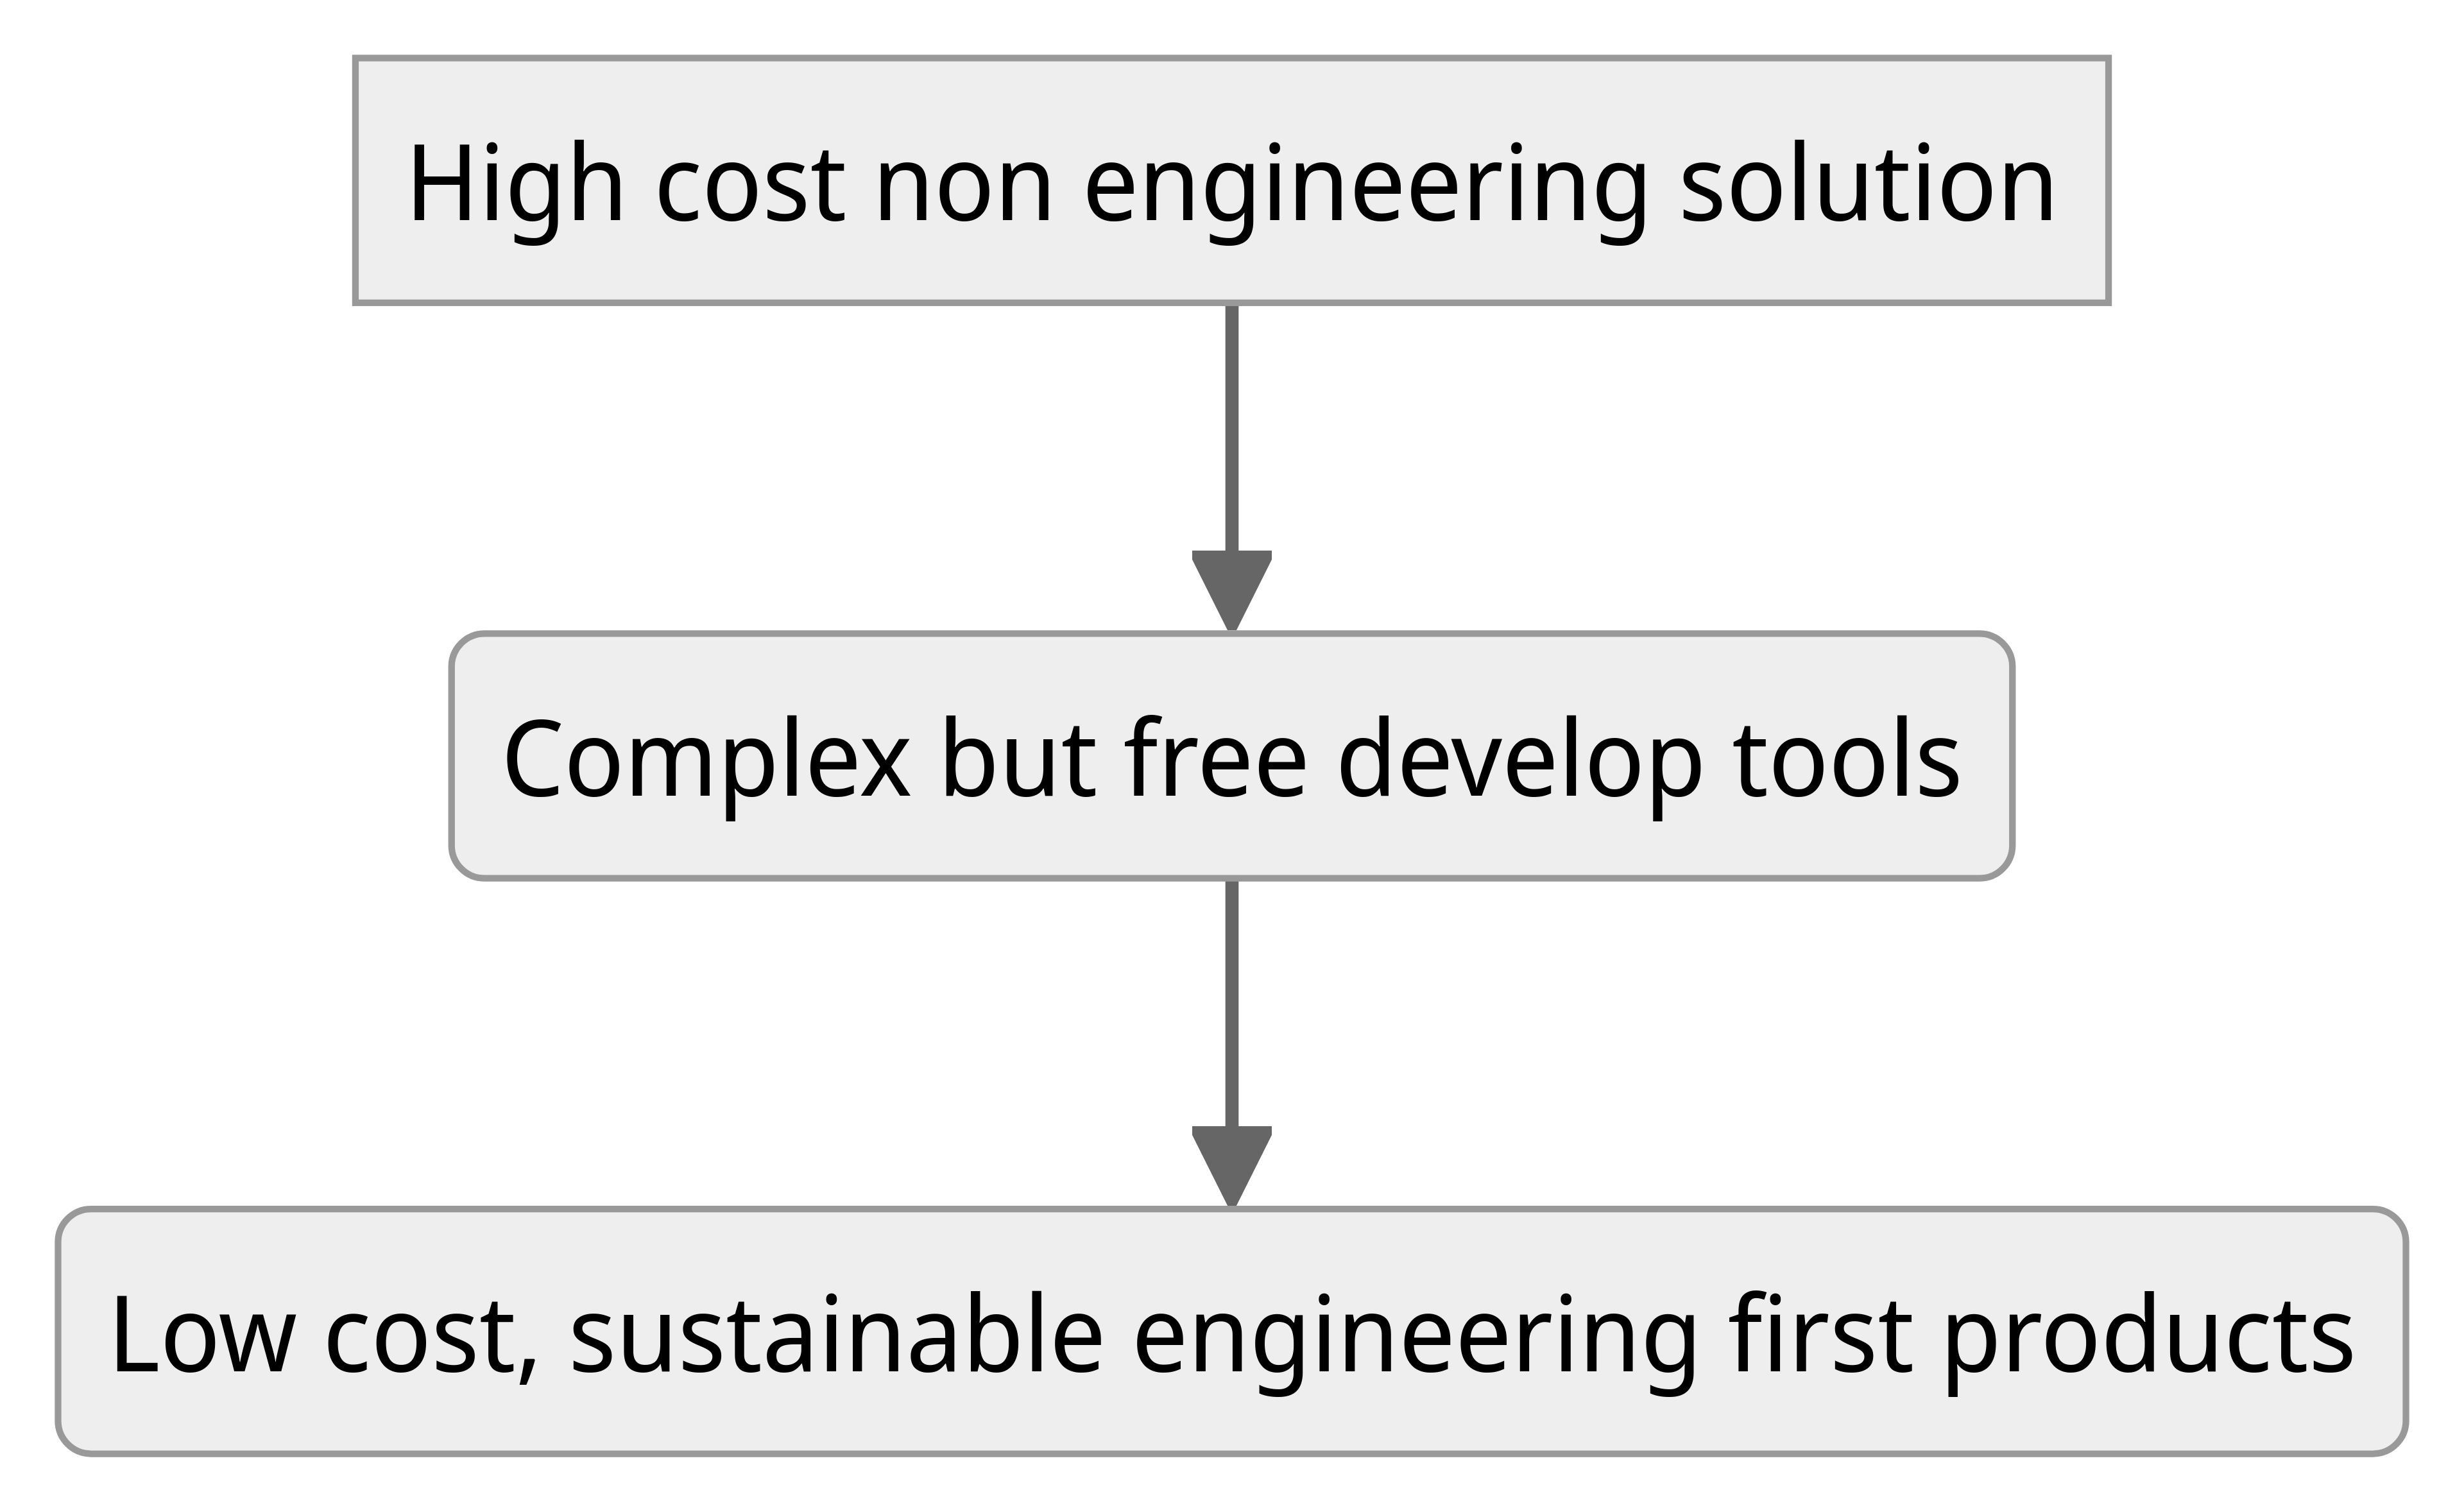 High cost non engineering solution
Complex but free develop tools
Low cost, sustainable engineering first products